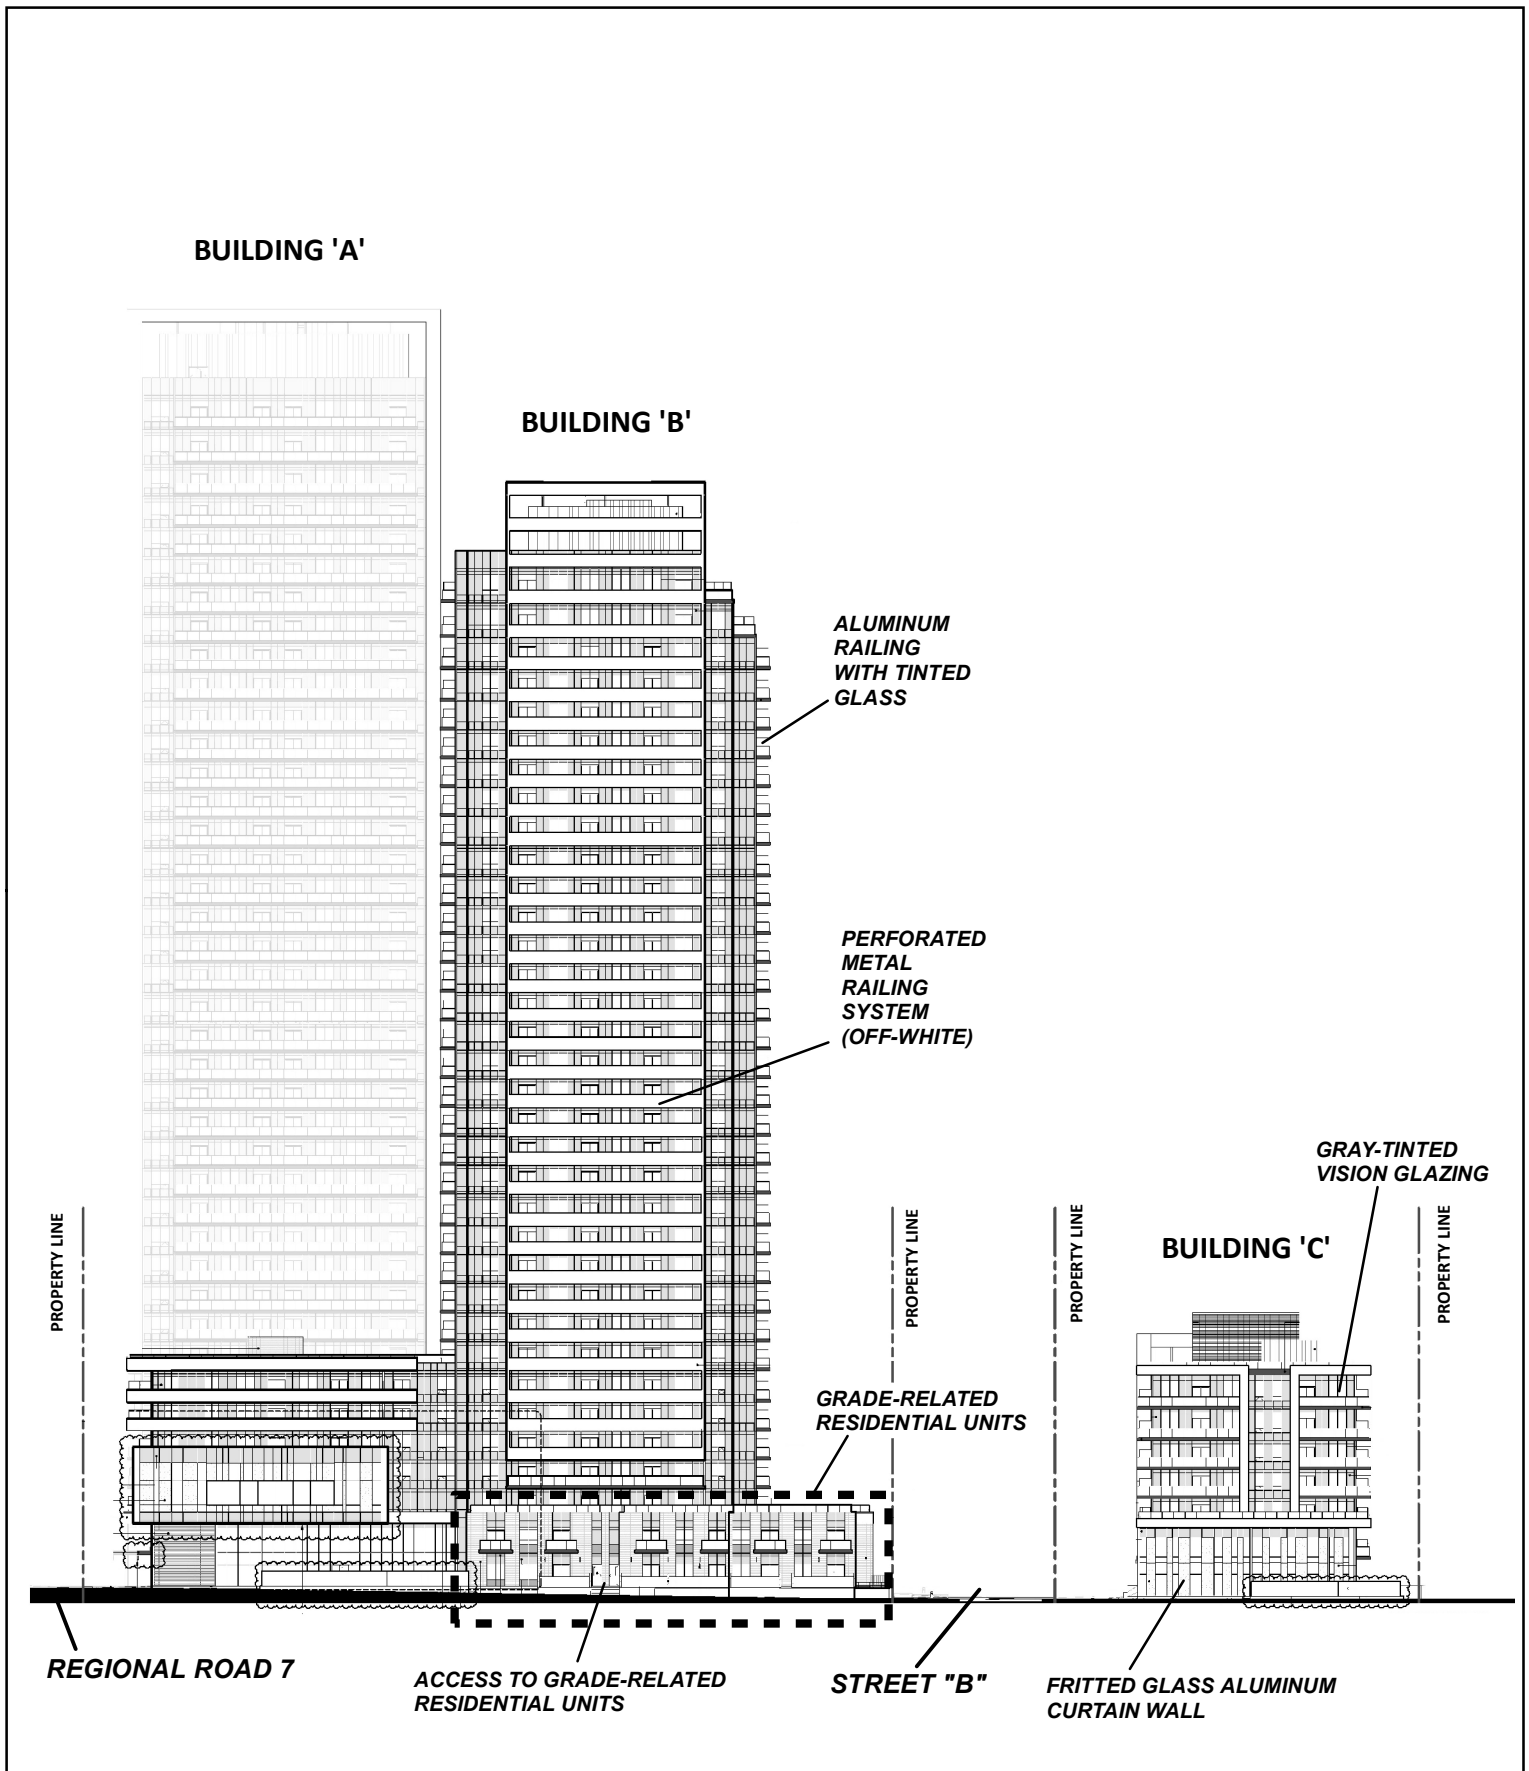 BUILDING 'A'
BUILDING 'B'
ALUMINUM
RAILING
WITH TINTED
GLASS
PERFORATED
METAL
RAILING
SYSTEM
(OFF-WHITE)
GRAY-TINTED
VISION GLAZING
PROPERTY LINE
PROPERTY LINE
PROPERTY LINE
PROPERTY LINE
BUILDING 'C'
GRADE-RELATED
RESIDENTIAL UNITS
REGIONAL ROAD 7
ACCESS TO GRADE-RELATED
RESIDENTIAL UNITS
STREET "B"
FRITTED GLASS ALUMINUM
CURTAIN WALL